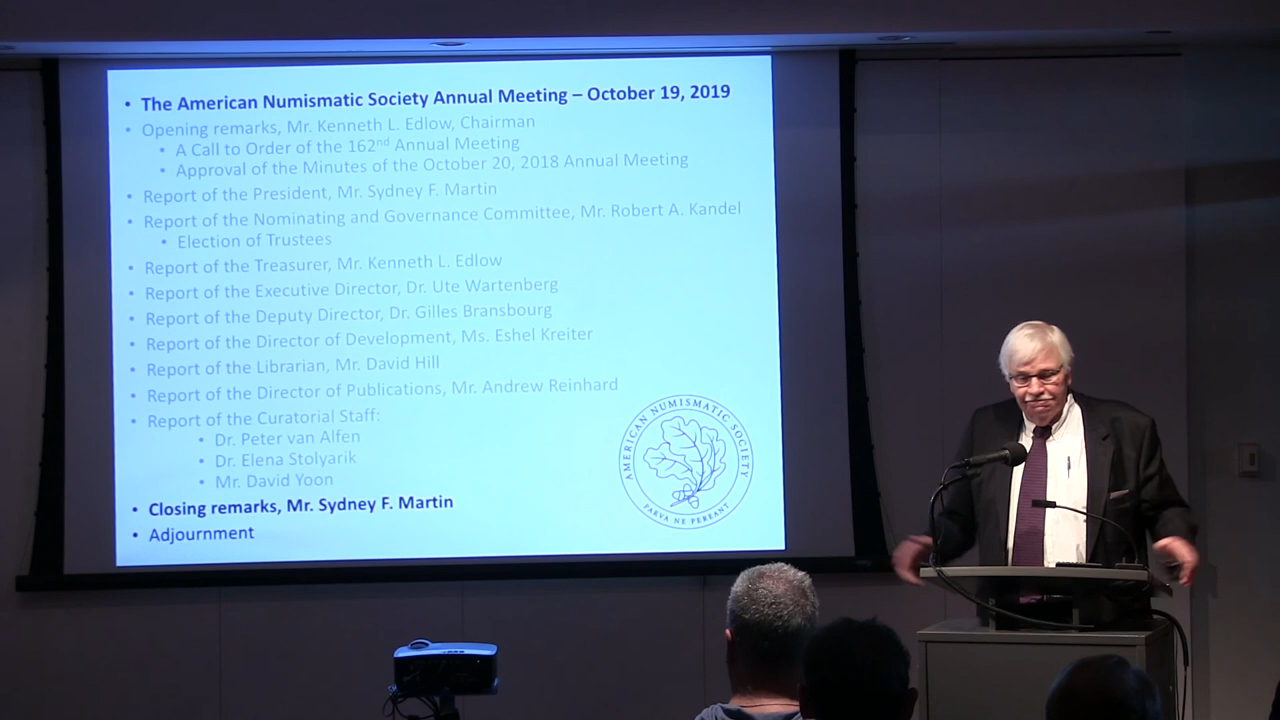 • The American Numismatic Society Annual Meeting – October 19, 2019
• Opening remarks, Mr. Kenneth L. Edlow, Chairman
• A Call to Order of the 162nd Annual Meeting
• Approval of the Minutes of the October 20, 2018 Annual Meeting
• Report of the President, Mr. Sydney F. Martin
• Report of the Nominating and Governance Committee, Mr. Robert A. Kandel
• Election of Trustees
• Report of the Treasurer, Mr. Kenneth L. Edlow
• Report of the Executive Director, Dr. Ute Wartenberg
• Report of the Deputy Director, Dr. Gilles Bransbourg
• Report of the Director of Development, Ms. Eshel Kreiter
• Report of the Librarian, Mr. David Hill
• Report of the Director of Publications, Mr. Andrew Reinhard
• Report of the Curatorial Staff:
• Dr. Peter van Alfen
• Dr. Elena Stolyarik
• Mr. David Yoon
• Closing remarks, Mr. Sydney F. Martin
• Adjournment
AMERICAN NUMISMATIC SOCIETY
PARVA NE PEREANT